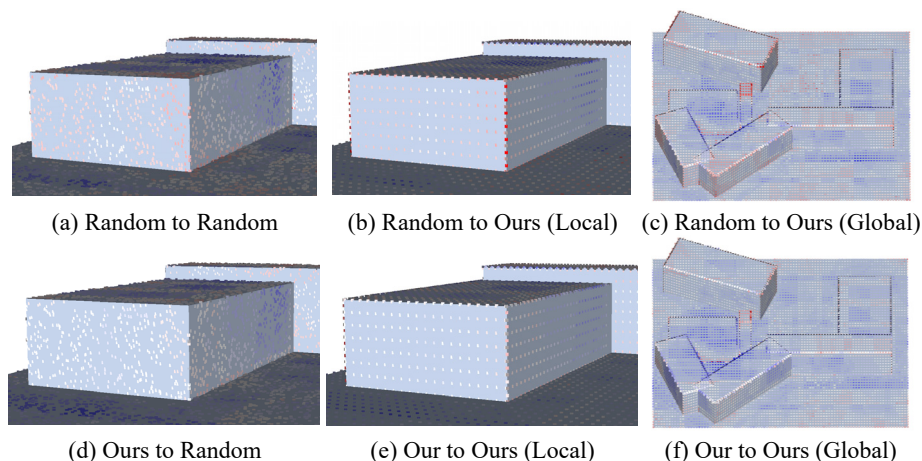 (a) Random to Random
(b) Random to Ours (Local)
(c) Random to Ours (Global)
(d) Ours to Random
(e) Our to Ours (Local)
(f) Our to Ours (Global)